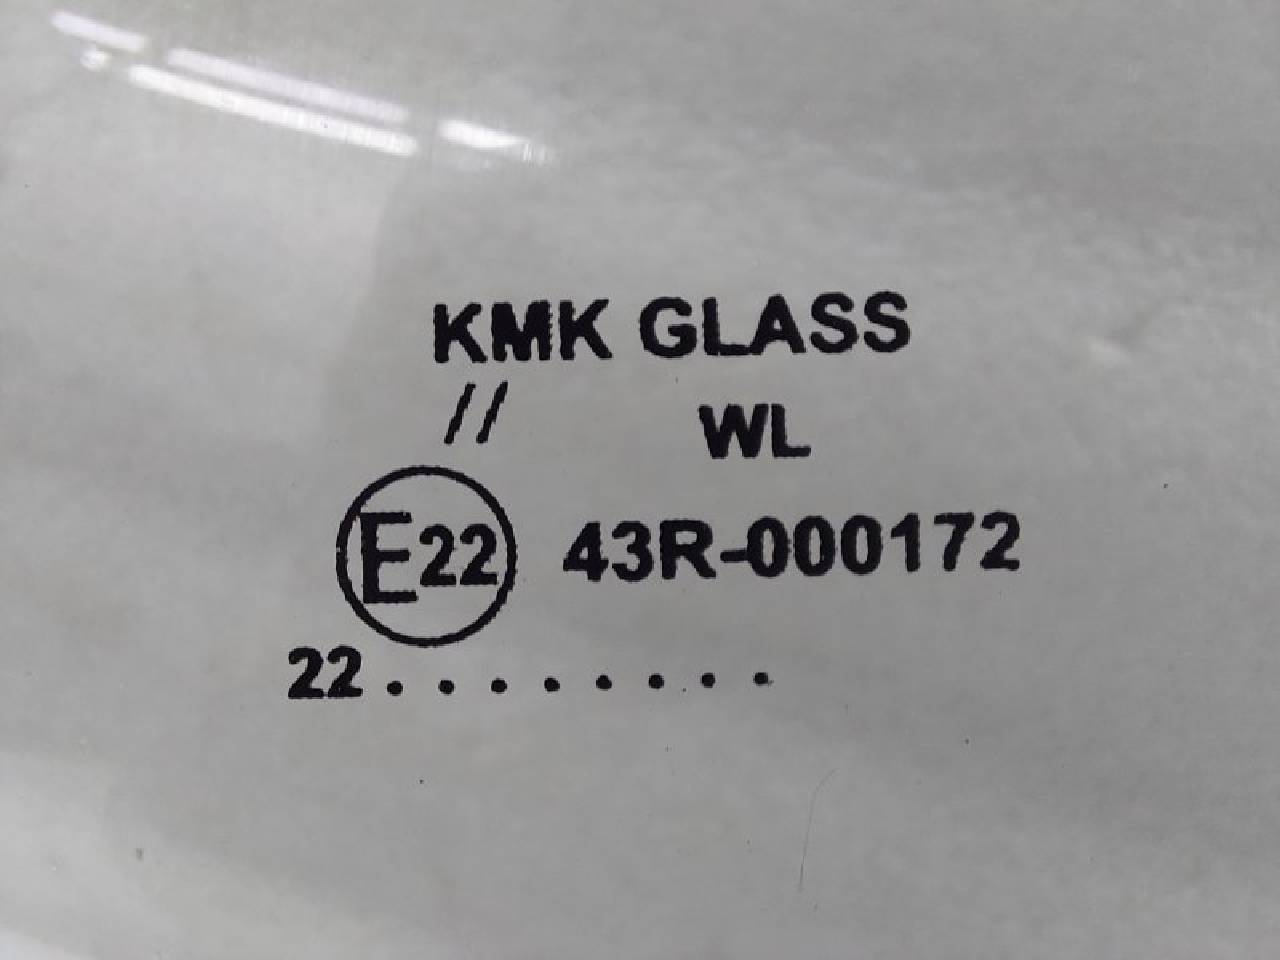 KMK GLASS
// WL
E22 43R-000172
22........